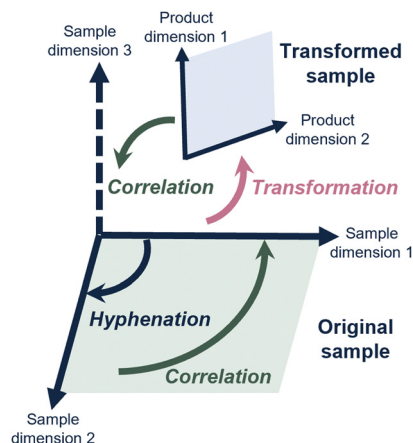 Sample
dimension 3
Product
dimension 1
Transformed
sample
Product
dimension 2
Correlation
Transformation
Sample
dimension 1
Hyphenation
Original
sample
Correlation
Sample
dimension 2